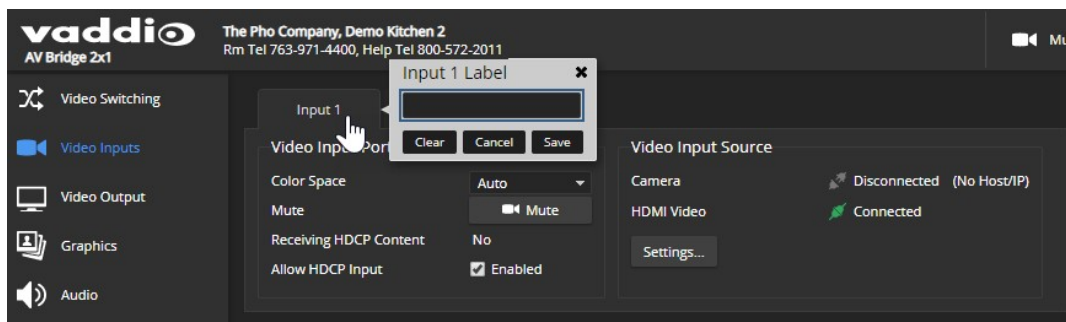 vaddio
AV Bridge 2x1
The Pho Company, Demo Kitchen 2
Rm Tel 763-971-4400, Help Tel 800-572-2011
Video Switching
Video Inputs
Video Output
Graphics
Audio
Input 1
Input 1 Label
Clear Cancel Save
Video Input Por
Color Space Auto
Mute Mute
Receiving HDCP Content No
Allow HDCP Input Enabled
Video Input Source
Camera Disconnected (No Host/IP)
HDMI Video Connected
Settings...